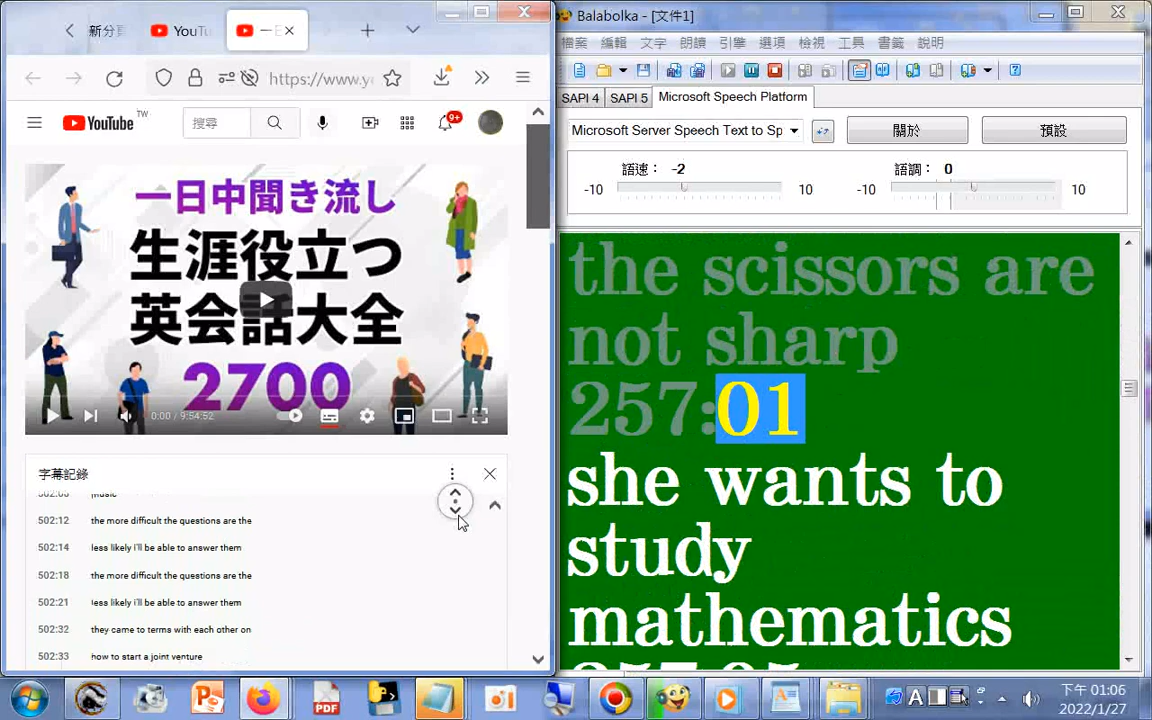 新分
YouTu
一 E
Balabolka - [文件1]
https://www.y
檔案 編輯 文字 朗讀 引擎 選項 檢視 工具 書籤 說明
SAPI 4 SAPI 5 Microsoft Speech Platform
YouTube TW
搜尋
9+
Microsoft Server Speech Text to Sp
關於
預設
語速： -2
-10 10
語調： 0
-10 10
一日中聞き流し
生涯役立つ
英会話大全
2700
0:00 / 9:54:52
字幕記錄
502:12 the more difficult the questions are the
502:14 less likely i'll be able to answer them
502:18 the more difficult the questions are the
502:21 less likely i'll be able to answer them
502:32 they came to terms with each other on
502:33 how to start a joint venture
the scissors are
not sharp
257:01
she wants to
study
mathematics
PDF
A
下午 01:06
2022/1/27